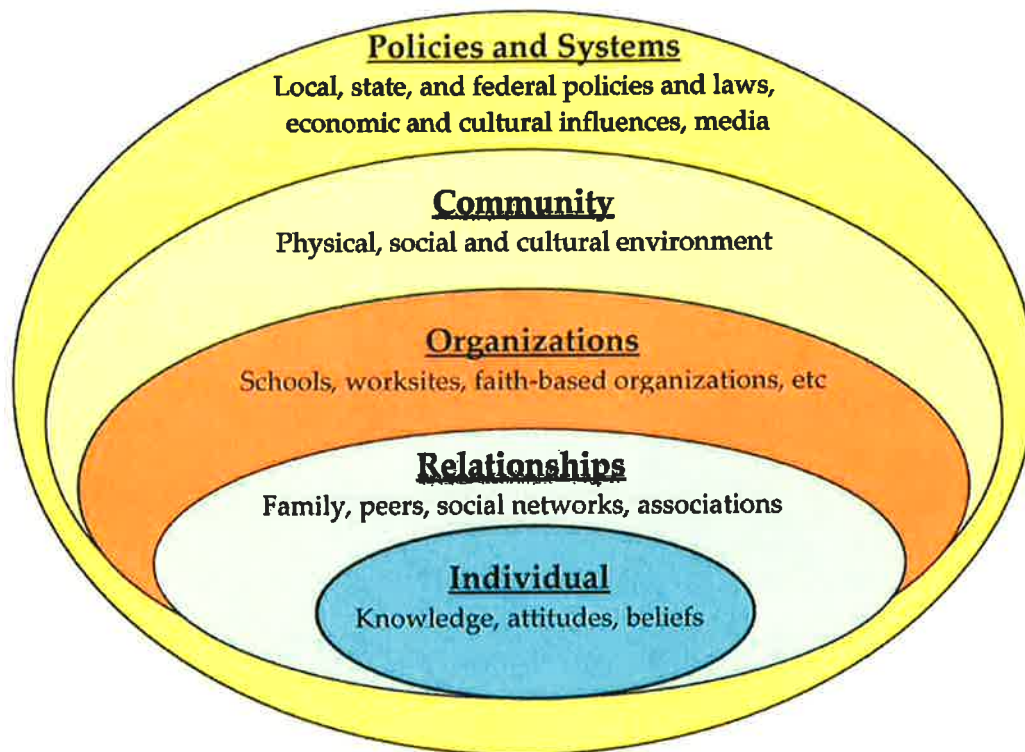 Policies and Systems
Local, state, and federal policies and laws,
economic and cultural influences, media
Community
Physical, social and cultural environment
Organizations
Schools, worksites, faith-based organizations, etc
Relationships
Family, peers, social networks, associations
Individual
Knowledge, attitudes, beliefs